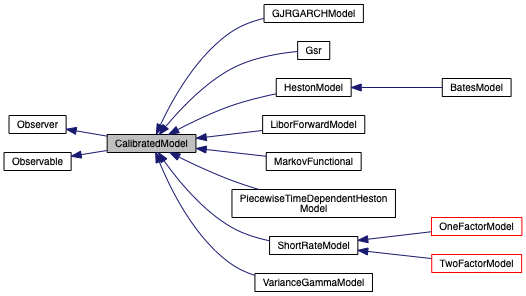 GJRGARCHModel
Gsr
HestonModel
BatesModel
Observer
LiborForwardModel
CalibratedModel
Observable
MarkovFunctional
PiecewiseTimeDependentHeston
Model
OneFactorModel
ShortRateModel
TwoFactorModel
VarianceGammaModel